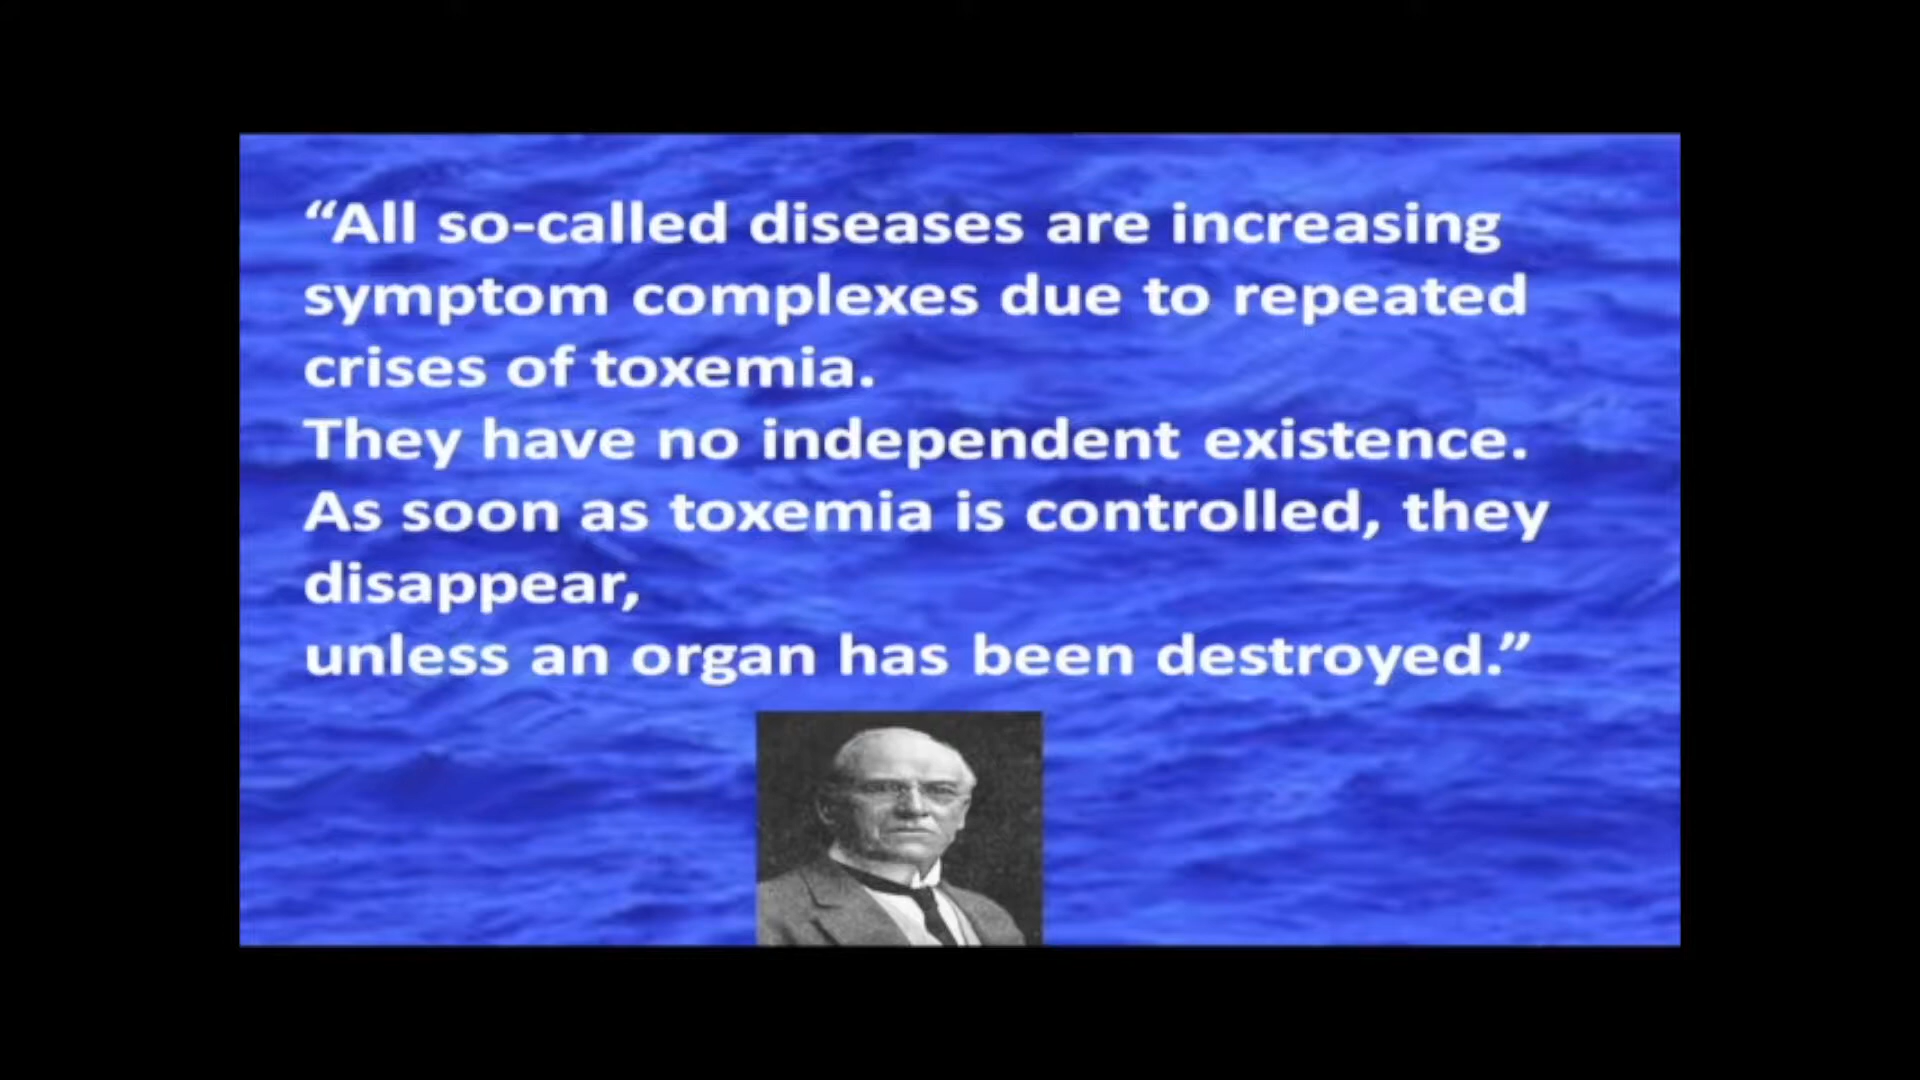 “All so-called diseases are increasing
symptom complexes due to repeated
crises of toxemia.
They have no independent existence.
As soon as toxemia is controlled, they
disappear,
unless an organ has been destroyed.”